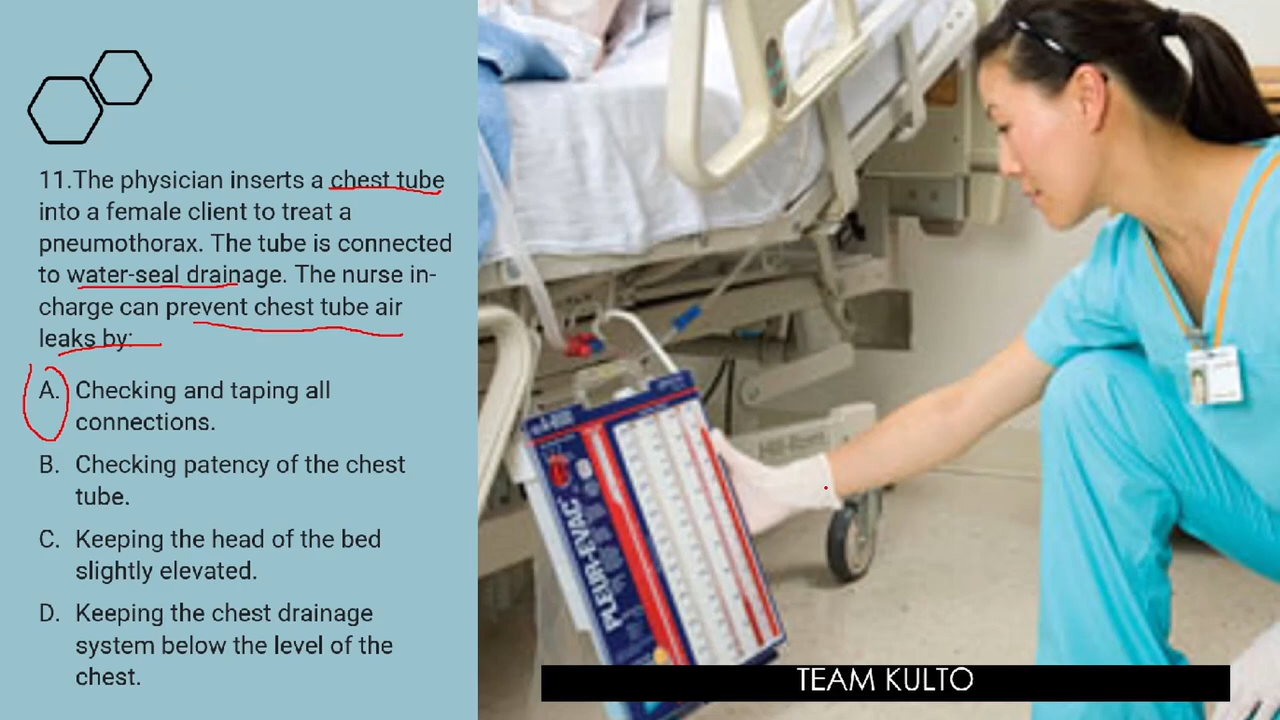 11.The physician inserts a chest tube
into a female client to treat a
pneumothorax. The tube is connected
to water-seal drainage. The nurse in-
charge can prevent chest tube air
leaks by:
A. Checking and taping all
connections.
B. Checking patency of the chest
tube.
C. Keeping the head of the bed
slightly elevated.
D. Keeping the chest drainage
system below the level of the
chest.
PLEUR-EVAC
TEAM KULTO